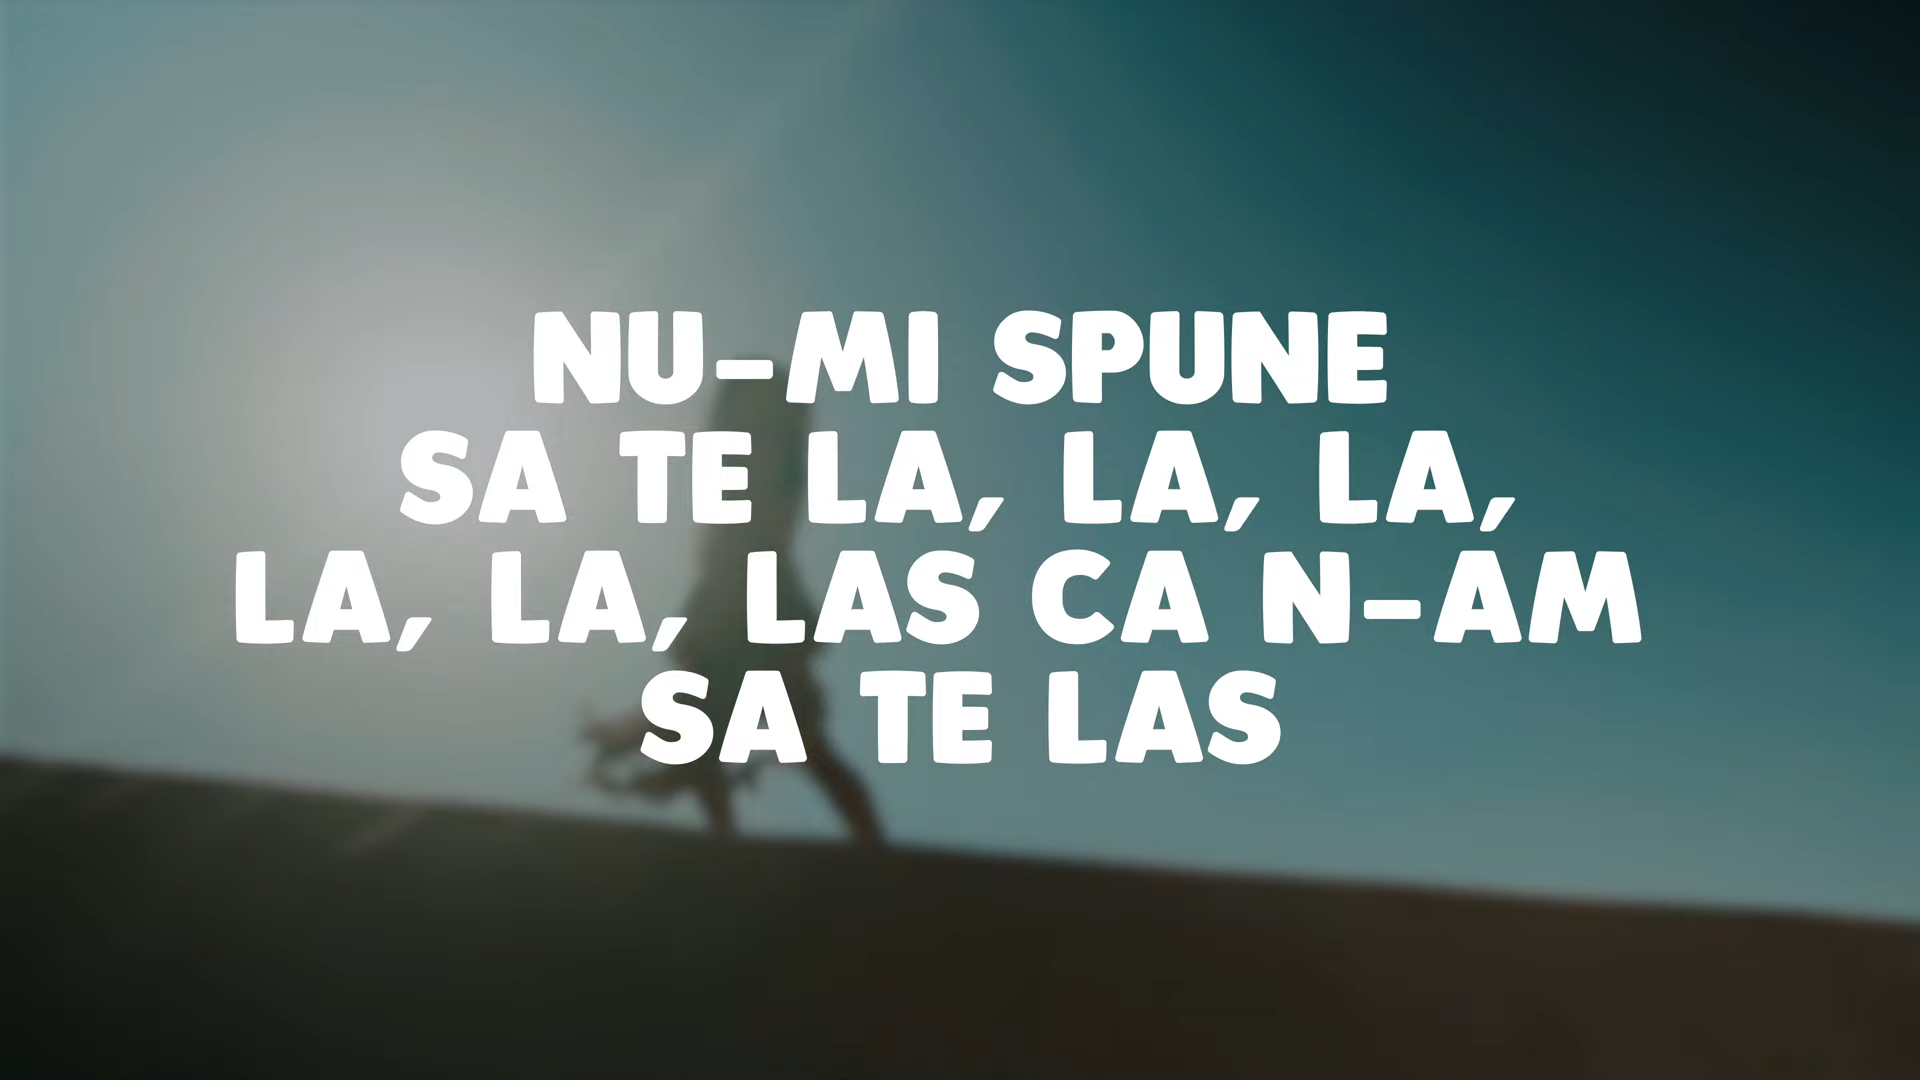 NU-MI SPUNE
SA TE LA, LA, LA,
LA, LA, LAS CA N-AM
SA TE LAS